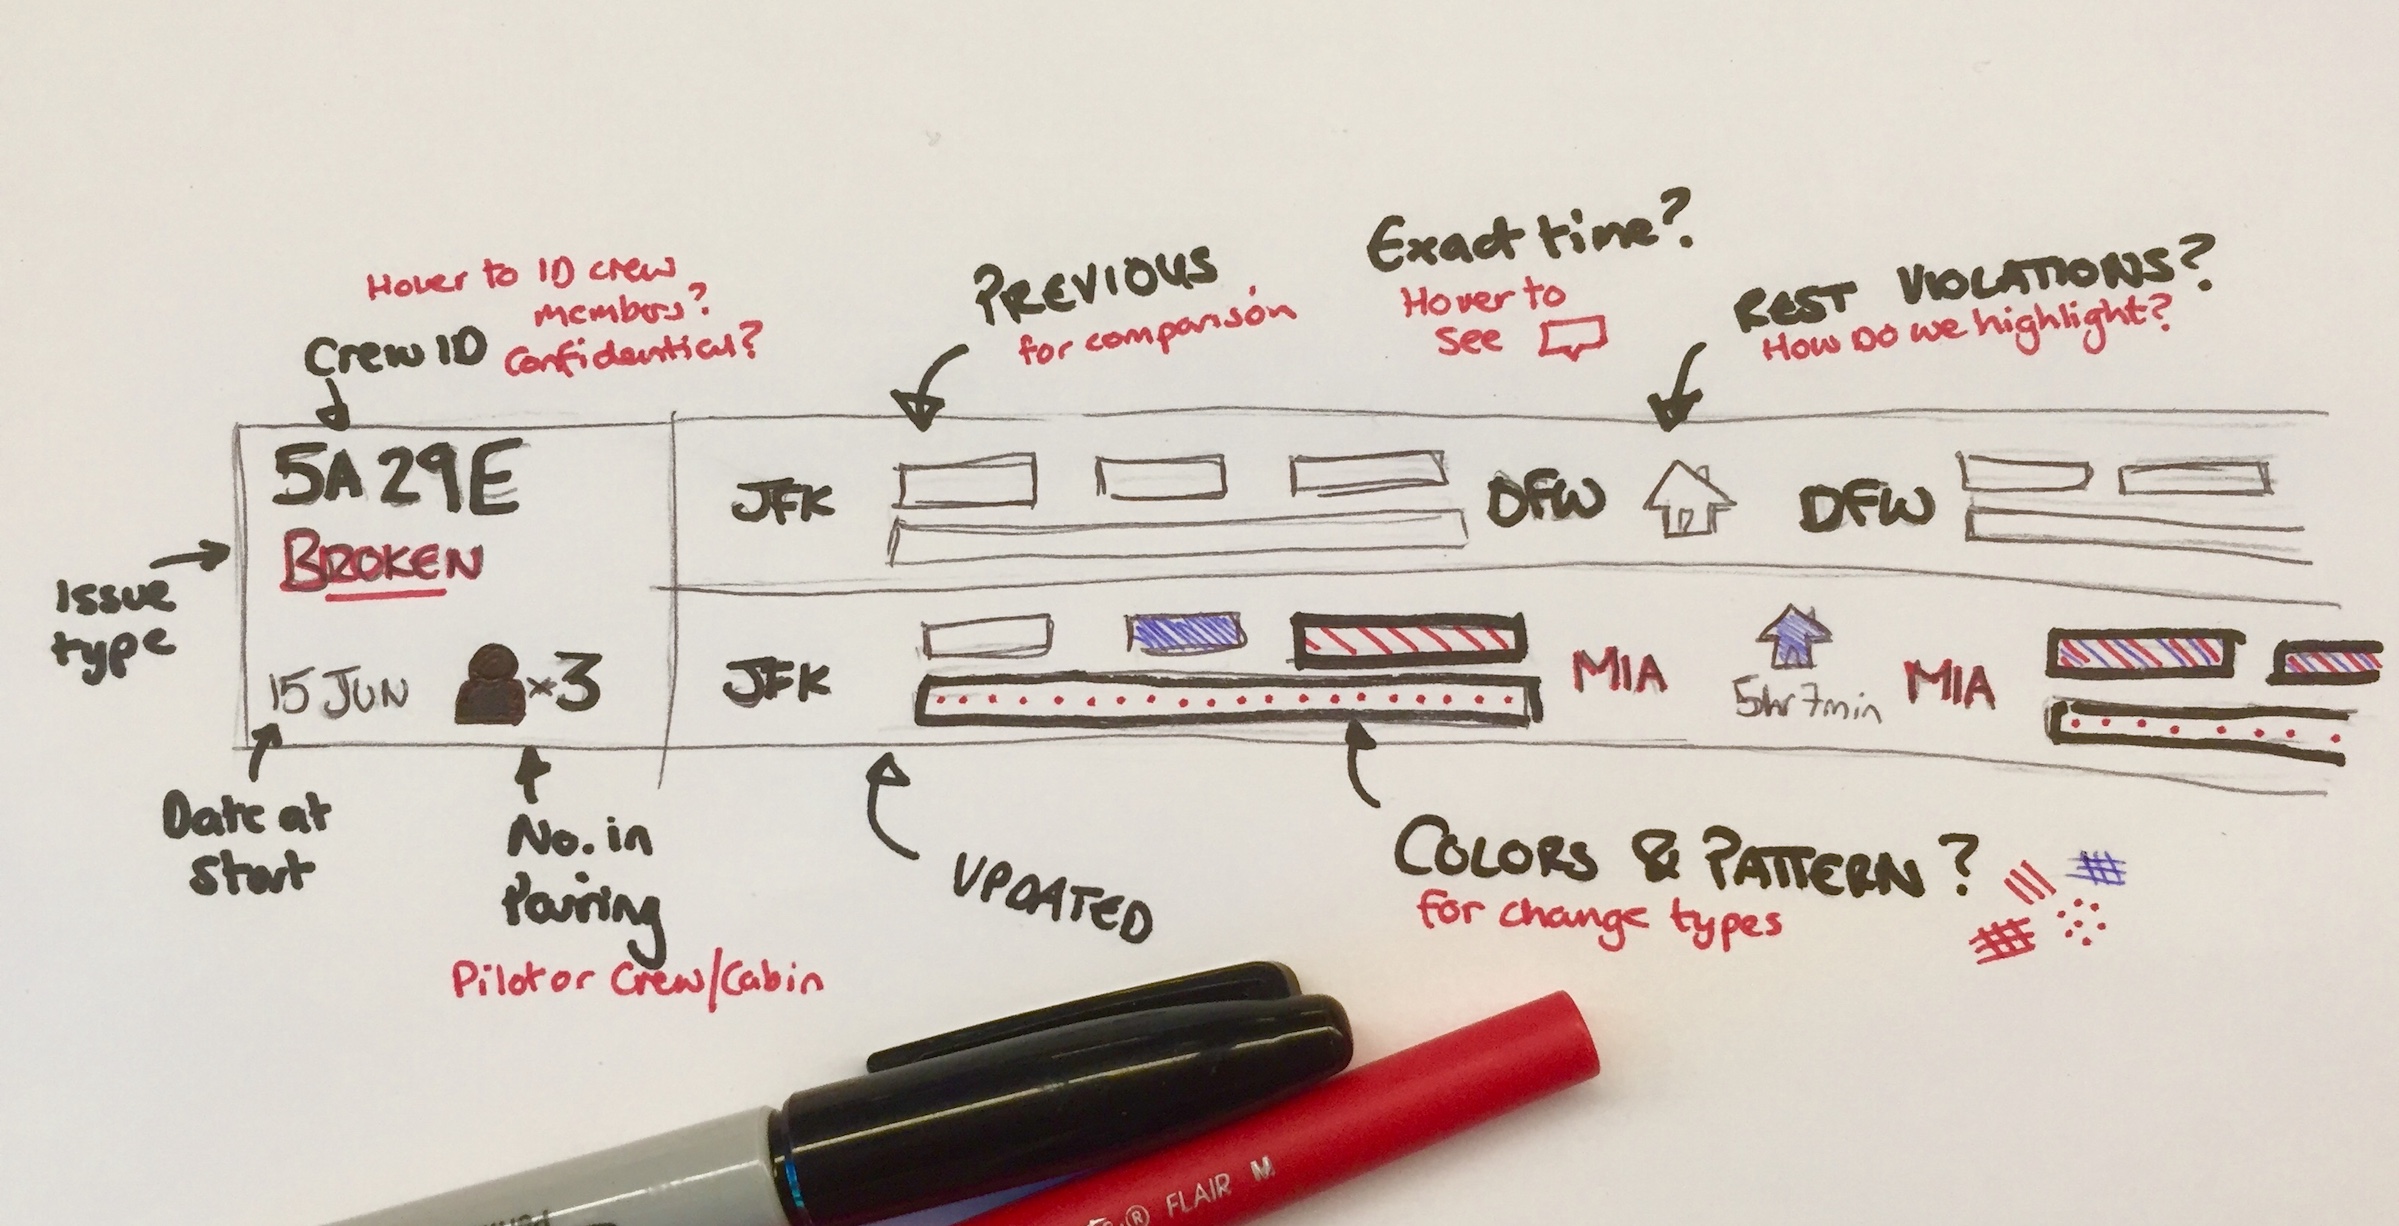 Hover to ID crew
members?
Confidential?
Crew ID
PREVIOUS
for comparison
Exact time?
Hover to
see
REST VIOLATIONS?
How Do we highlight?
5A29E
BROKEN
15 JUN
×3
Issue
type
JFK
DFW
DFW
JFK
MIA
5hr 7min
MIA
Date at
start
No. in
Pairing
Pilot or Crew/Cabin
UPDATED
COLORS & PATTERN?
for change types
® FLAIR M